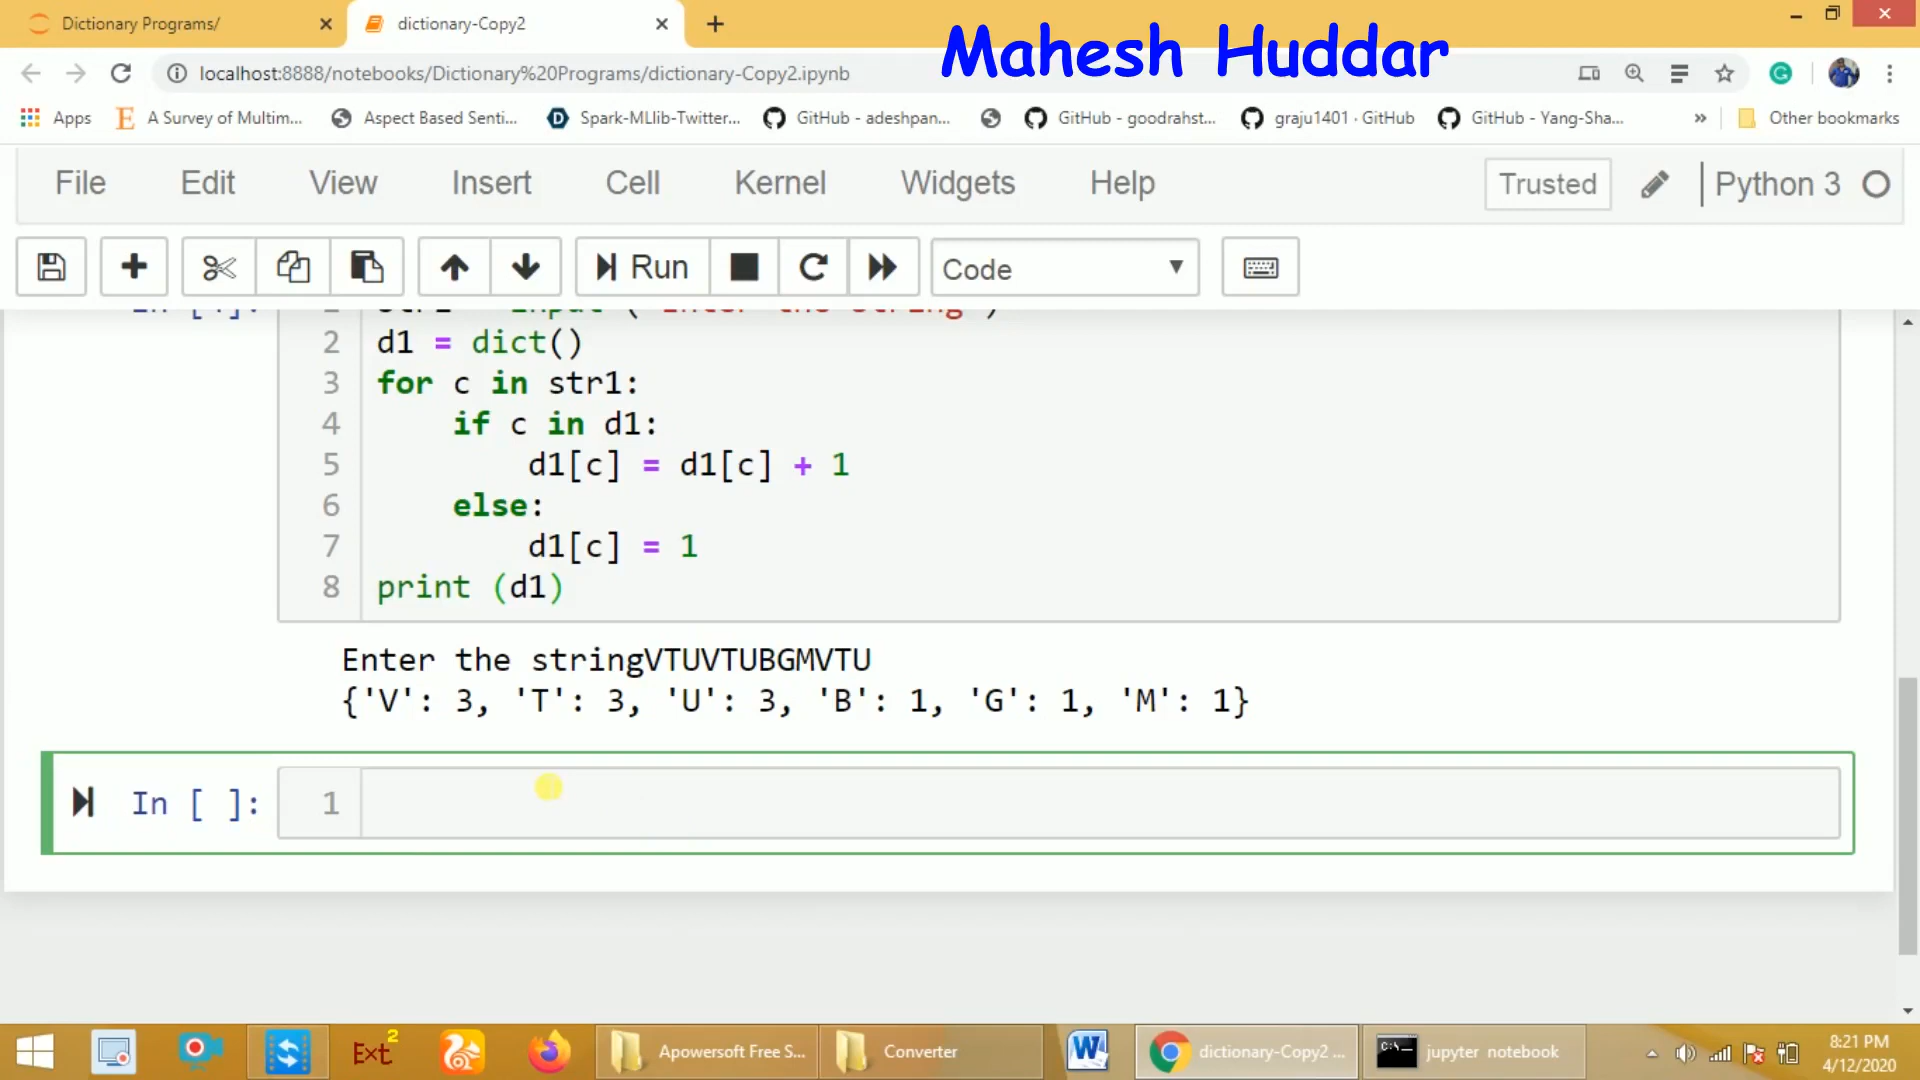 Dictionary Programs/
dictionary-Copy2
Mahesh Huddar
localhost:8888/notebooks/Dictionary%20Programs/dictionary-Copy2.ipynb
Apps
A Survey of Multim...
Aspect Based Senti...
Spark-MLlib-Twitter...
GitHub - adeshpan...
GitHub - goodrahst...
graju1401 · GitHub
GitHub - Yang-Sha...
»
Other bookmarks
File Edit View Insert Cell Kernel Widgets Help
Trusted
Python 3
Run
Code
2 d1 = dict()
3 for c in str1:
4 if c in d1:
5 d1[c] = d1[c] + 1
6 else:
7 d1[c] = 1
8 print (d1)
Enter the stringVTUVTUBGMVTU
{'V': 3, 'T': 3, 'U': 3, 'B': 1, 'G': 1, 'M': 1}
In [ ]: 1
Ext2
Apowersoft Free S...
Converter
dictionary-Copy2 ...
jupyter notebook
8:21 PM
4/12/2020